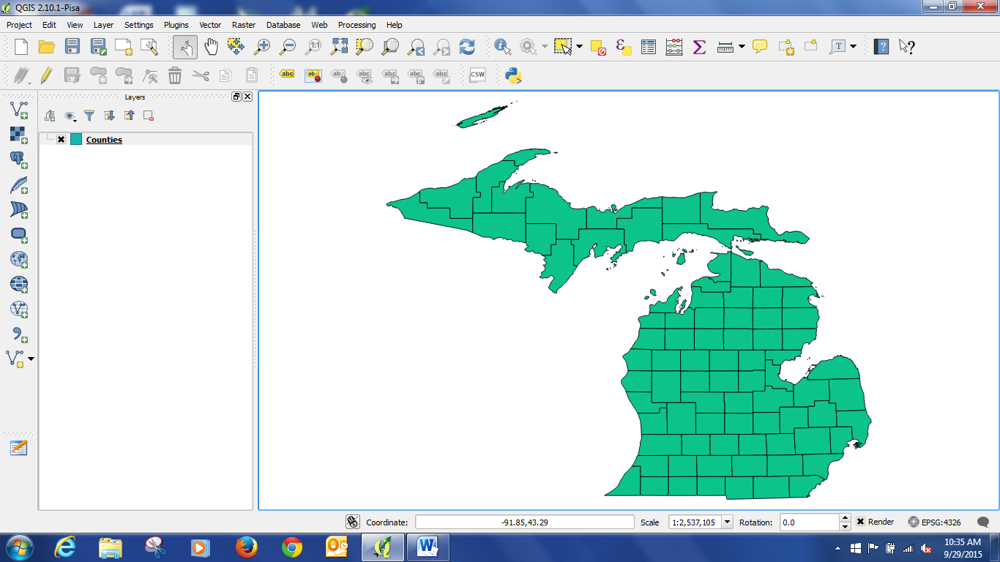 QGIS 2.10.1-Pisa
Project Edit View Layer Settings Plugins Vector Raster Database Web Processing Help
1:1 Σ T ? ?
abc abc ab abc abc abc abc CSW
Layers
Counties
Coordinate: -91.85,43.29 Scale 1:2,537,105 Rotation: 0.0 Render EPSG:4326
10:35 AM
9/29/2015